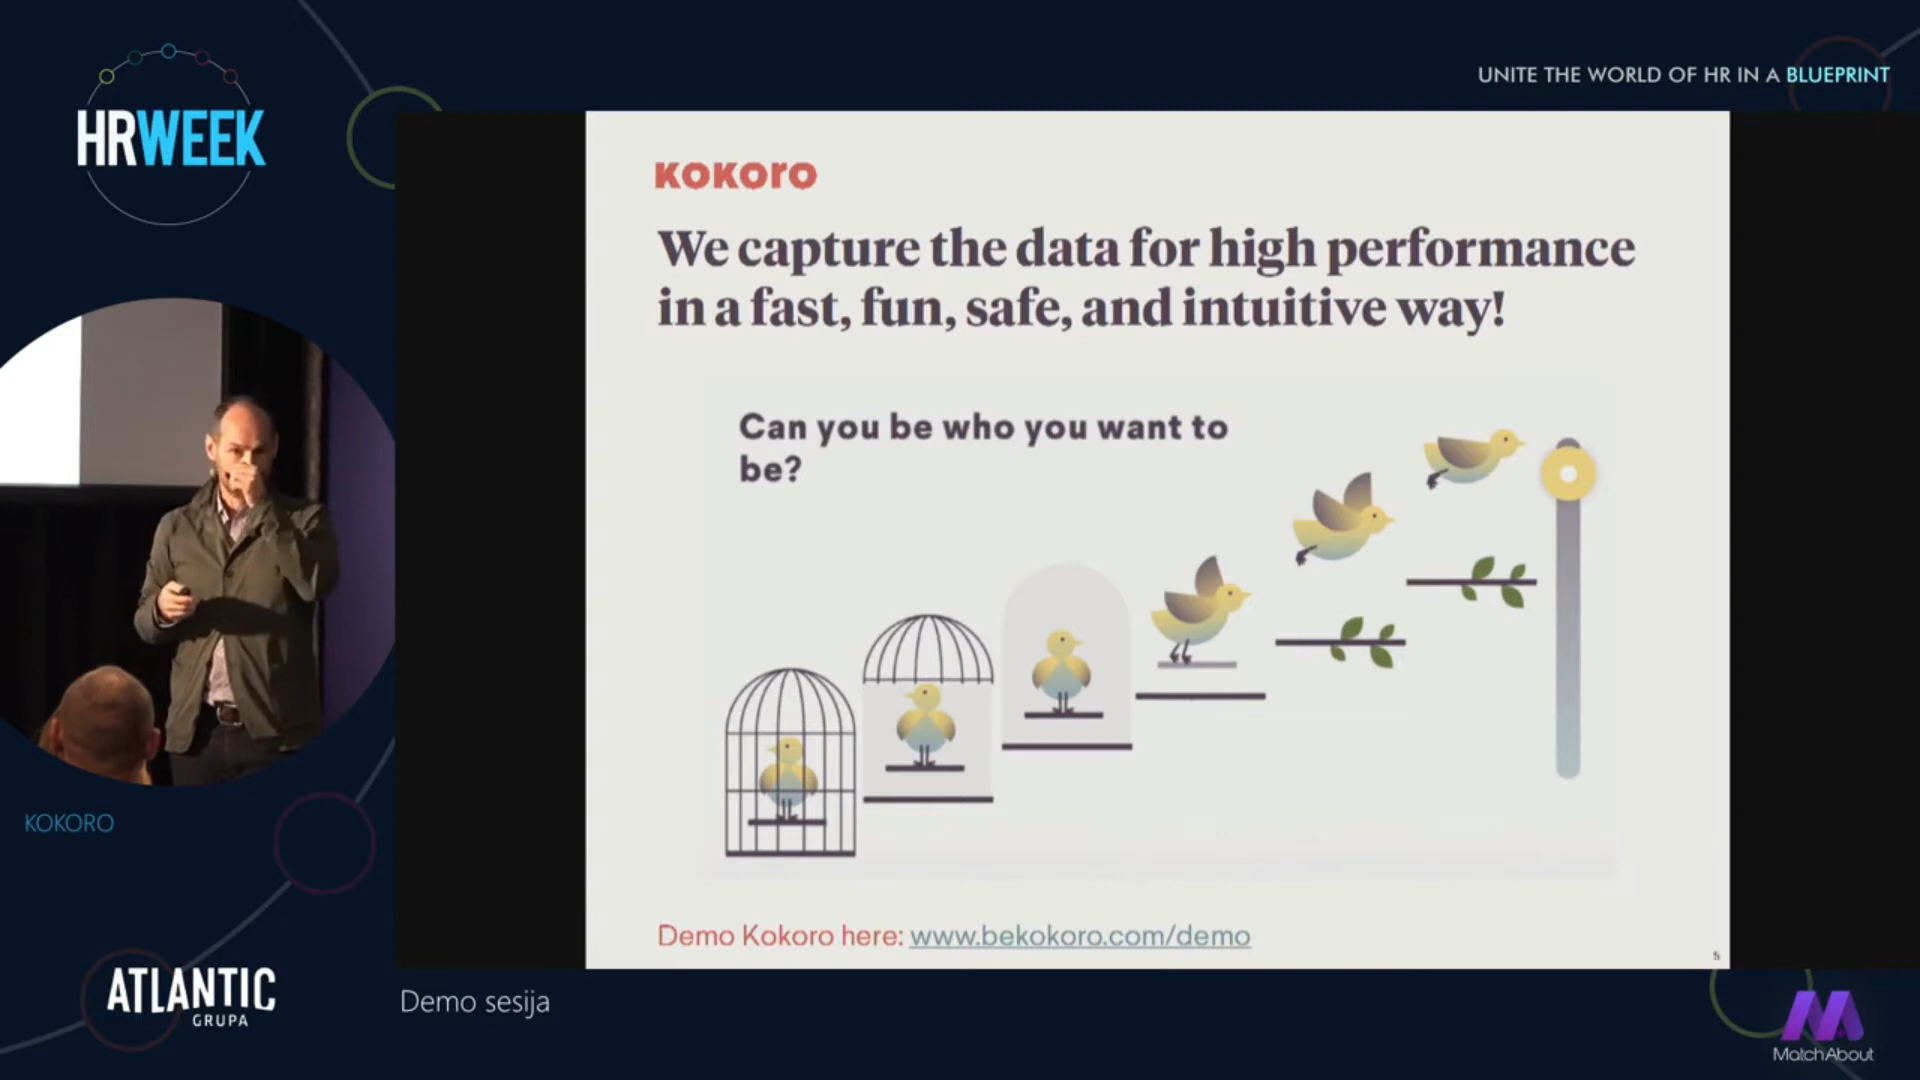 HRWEEK
UNITE THE WORLD OF HR IN A BLUEPRINT
KOKORO
We capture the data for high performance
in a fast, fun, safe, and intuitive way!
Can you be who you want to
be?
Demo Kokoro here: www.bekokoro.com/demo
5
KOKORO
ATLANTIC
GRUPA
Demo sesija
MatchAbout